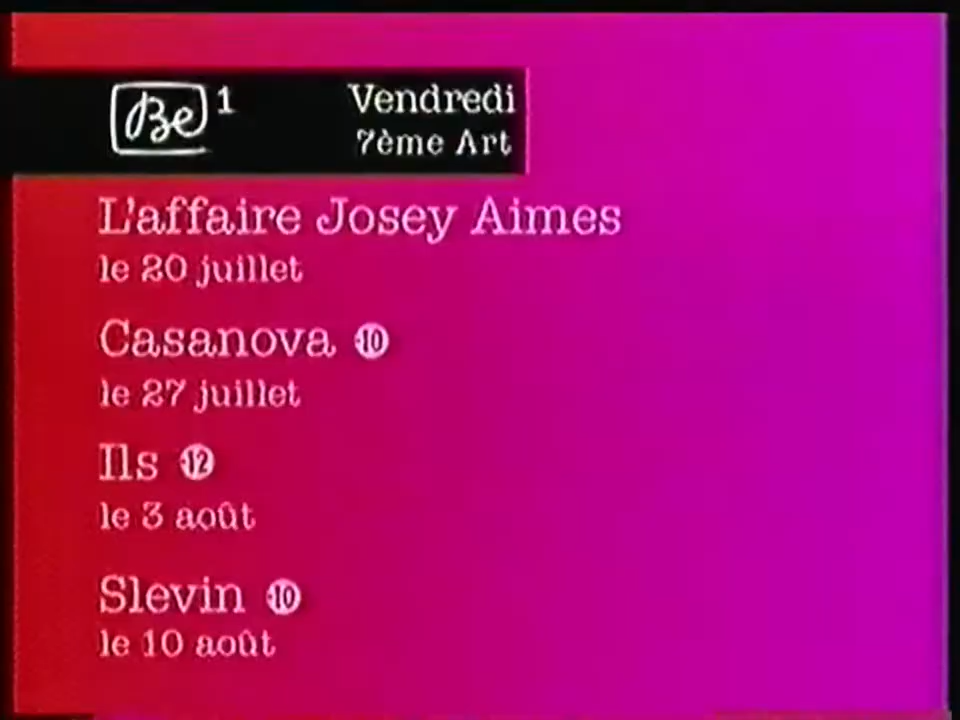 Be 1
Vendredi
7ème Art
L'affaire Josey Aimes
le 20 juillet
Casanova -10
le 27 juillet
Ils -12
le 3 août
Slevin -10
le 10 août